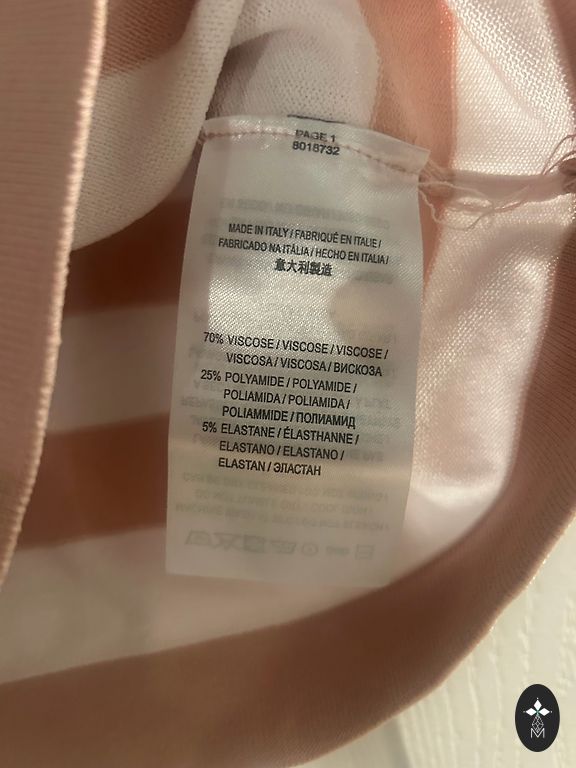 PAGE 1
8018732
MADE IN ITALY / FABRIQUÉ EN ITALIE /
FABRICADO NA ITÁLIA / HECHO EN ITALIA /
意大利製造
70% VISCOSE / VISCOSE / VISCOSE /
VISCOSA / VISCOSA / ВИСКОЗА
25% POLYAMIDE / POLYAMIDE /
POLIAMIDA / POLIAMIDA /
POLIAMMIDE / ПОЛИАМИД
5% ELASTANE / ÉLASTHANNE /
ELASTANO / ELASTANO /
ELASTAN / ЭЛАСТАН